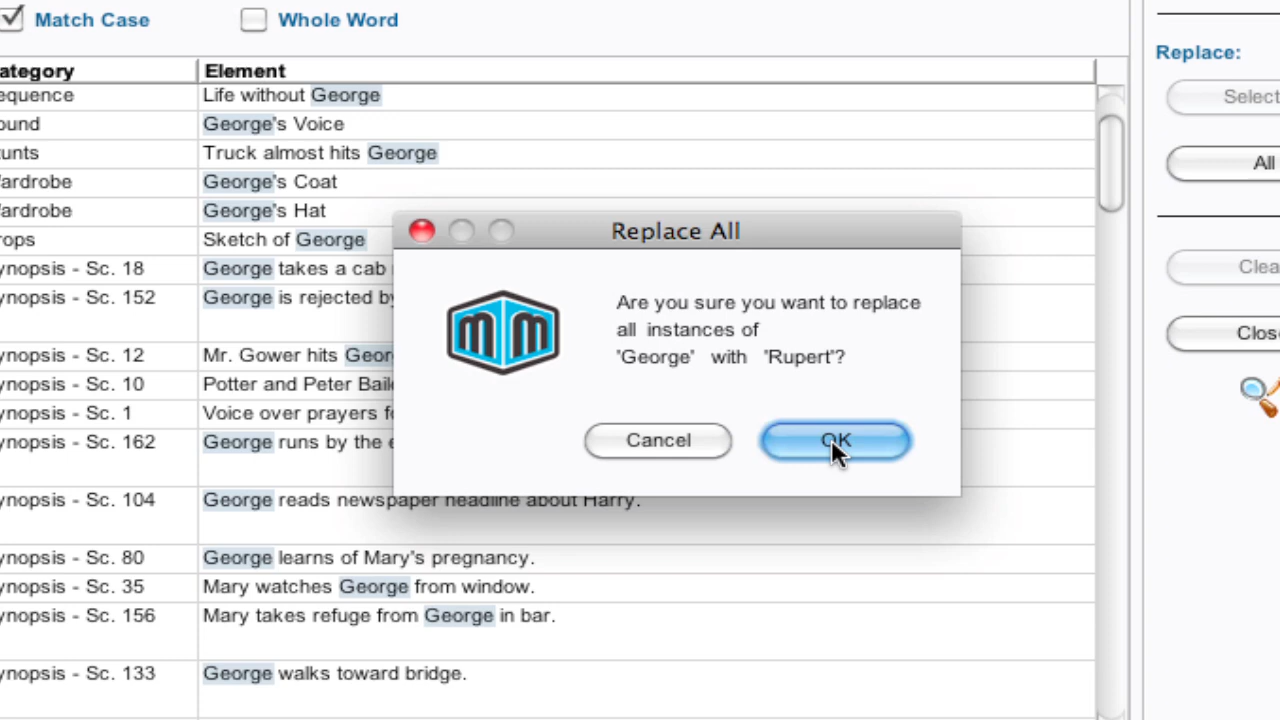 Match Case
Whole Word
Replace:
ategory Element
equence Life without George
ound George's Voice
unts Truck almost hits George
ardrobe George's Coat
ardrobe George's Hat
rops Sketch of George
ynopsis - Sc. 18 George takes a cab
ynopsis - Sc. 152 George is rejected by
ynopsis - Sc. 12 Mr. Gower hits Geor
ynopsis - Sc. 10 Potter and Peter Baile
ynopsis - Sc. 1 Voice over prayers fo
ynopsis - Sc. 162 George runs by the e
ynopsis - Sc. 104 George reads newspaper headline about Harry.
ynopsis - Sc. 80 George learns of Mary's pregnancy.
ynopsis - Sc. 35 Mary watches George from window.
ynopsis - Sc. 156 Mary takes refuge from George in bar.
ynopsis - Sc. 133 George walks toward bridge.
Replace All
mm
Are you sure you want to replace
all instances of
'George' with 'Rupert'?
Cancel
OK
Select
All
Clea
Close